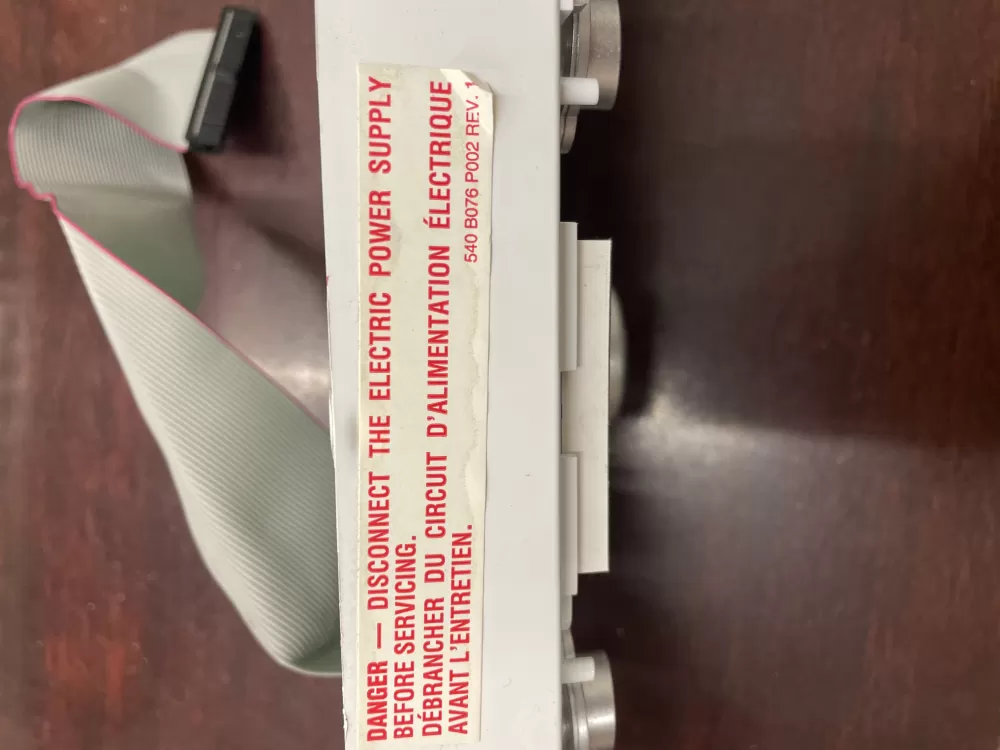 DANGER — DISCONNECT THE ELECTRIC POWER SUPPLY
BEFORE SERVICING.
DÉBRANCHER DU CIRCUIT D'ALIMENTATION ÉLECTRIQUE
AVANT L'ENTRETIEN.
540 B076 P002 REV. 1